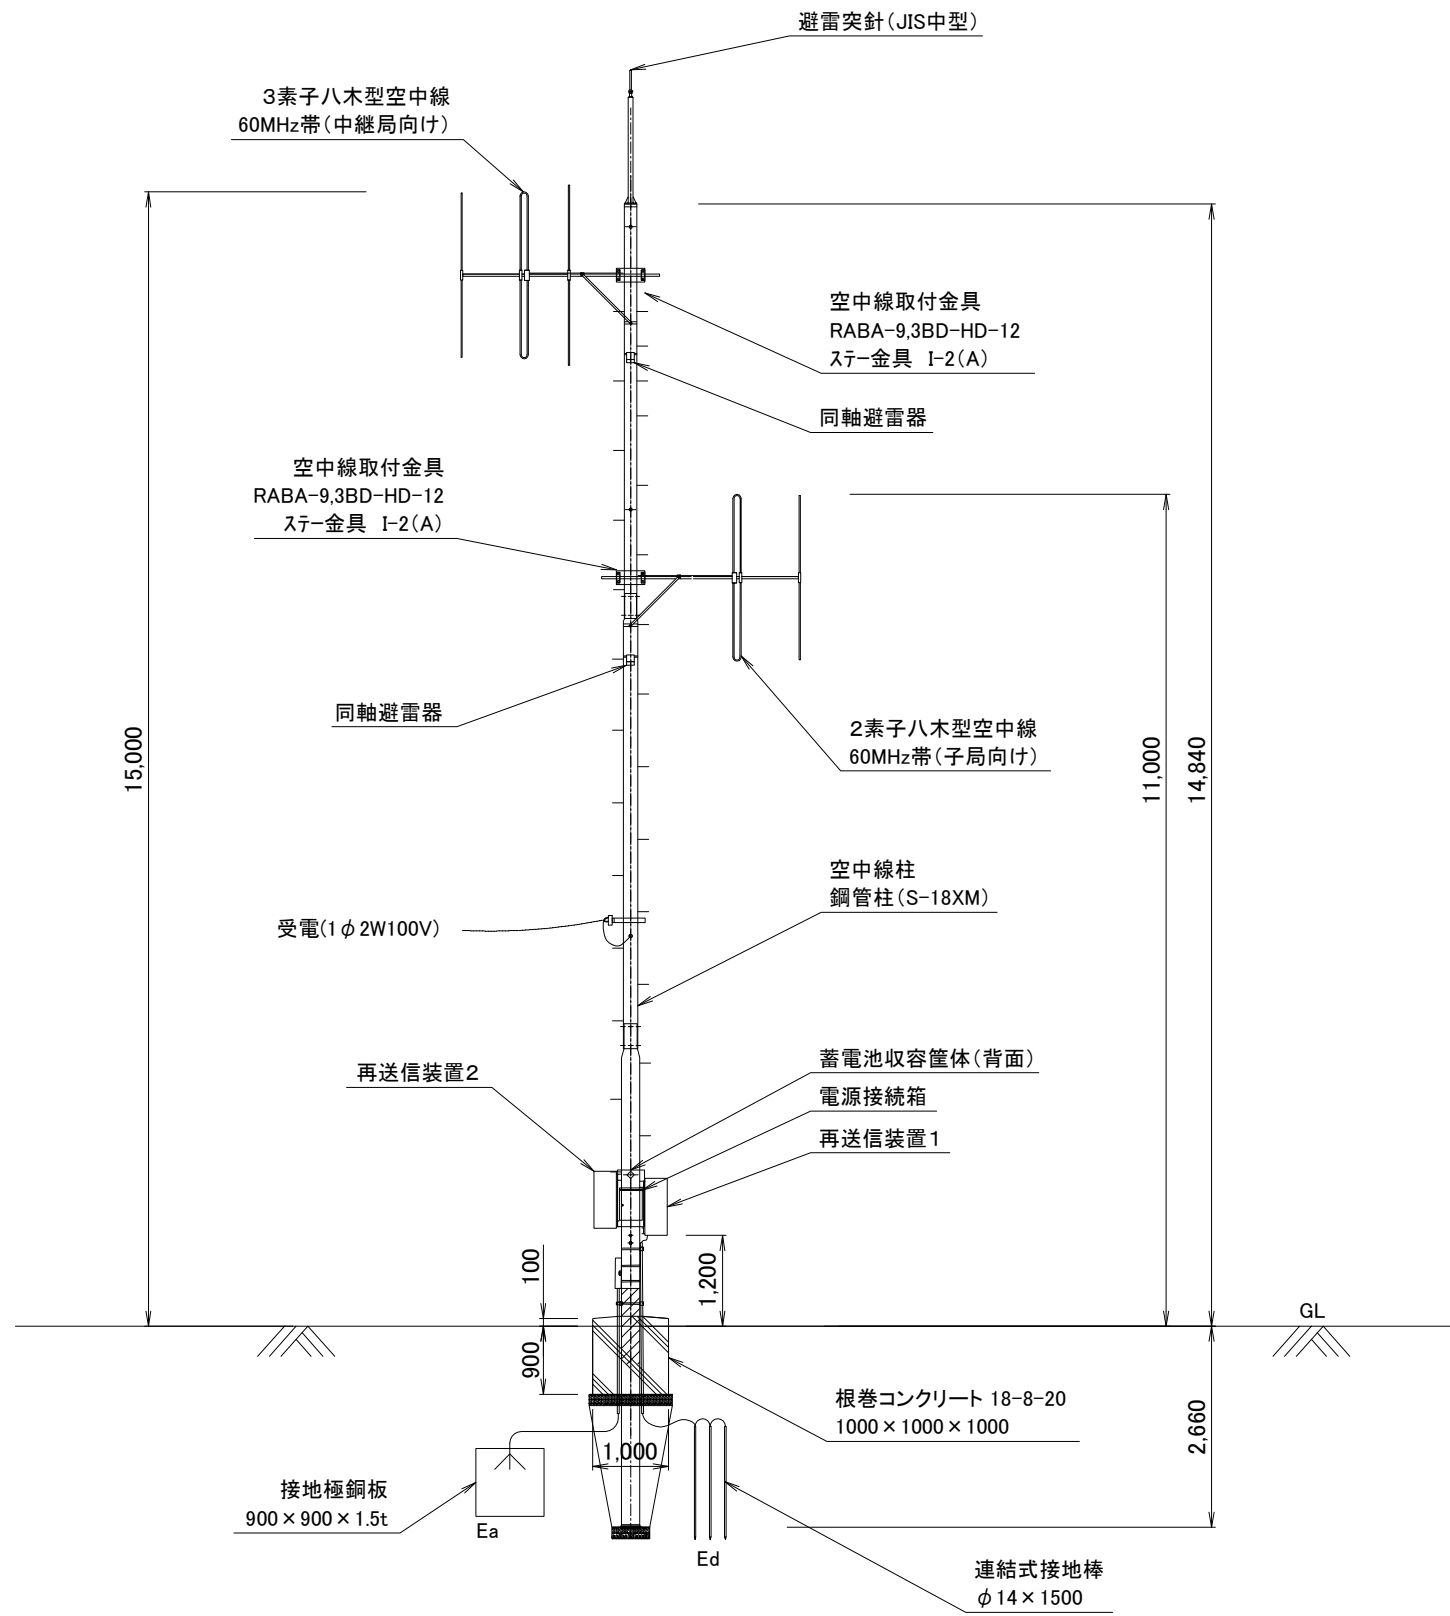 避雷突針(JIS中型)
3素子八木型空中線
60MHz帯(中継局向け)
空中線取付金具
RABA-9,3BD-HD-12
ステー金具 I-2(A)
同軸避雷器
空中線取付金具
RABA-9,3BD-HD-12
ステー金具 I-2(A)
同軸避雷器
2素子八木型空中線
60MHz帯(子局向け)
15,000
11,000
14,840
空中線柱
鋼管柱(S-18XM)
受電(1φ2W100V)
再送信装置2
蓄電池収容筐体(背面)
電源接続箱
再送信装置1
100
1,200
GL
900
根巻コンクリート 18-8-20
1000×1000×1000
2,660
1,000
接地極銅板
900×900×1.5t
Ea
Ed
連結式接地棒
φ14×1500